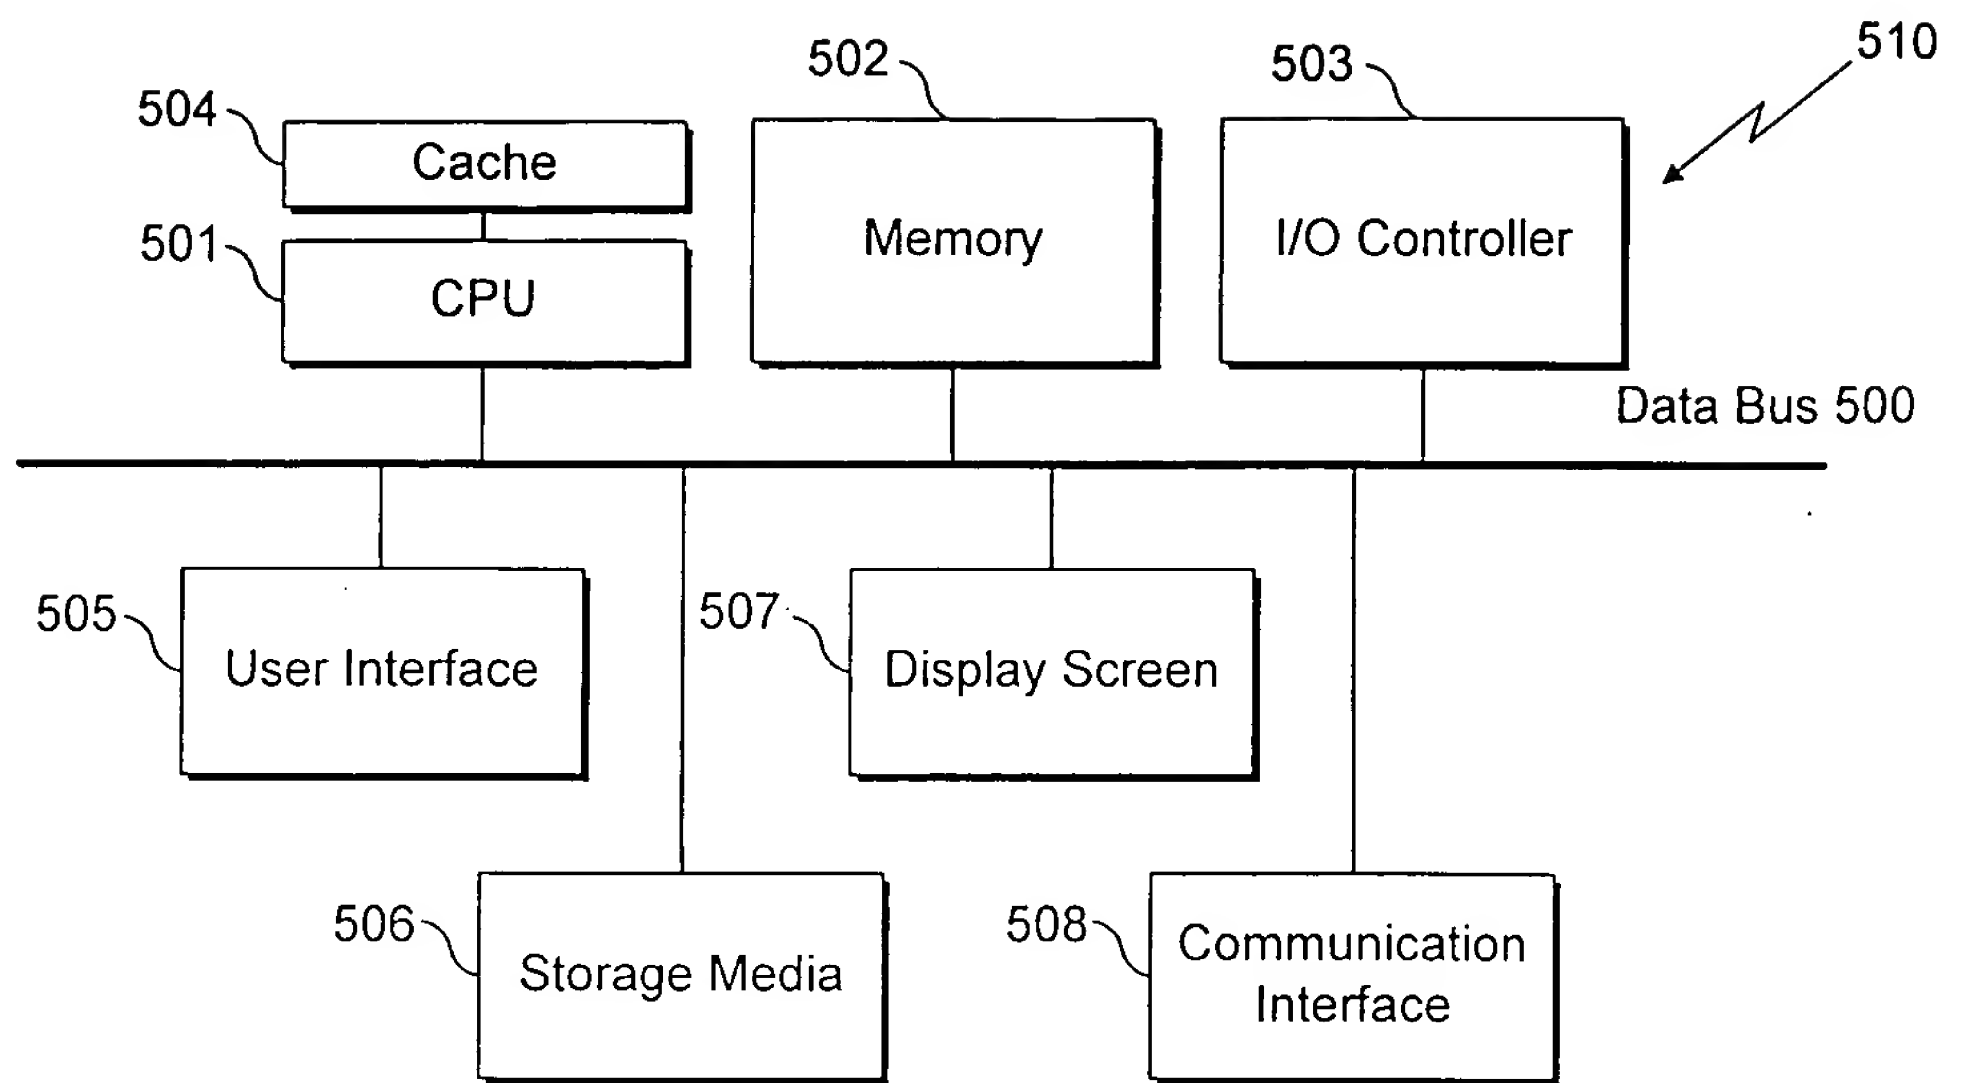 510
502
503
504
Cache
501
CPU
Memory
I/O Controller
Data Bus 500
505
User Interface
507
Display Screen
506
Storage Media
508
Communication
Interface